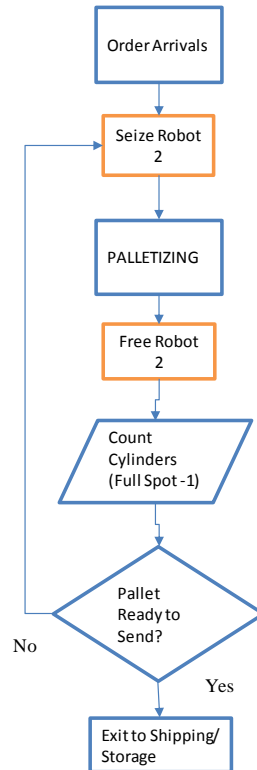 Order Arrivals
Seize Robot
2
PALLETIZING
Free Robot
2
Count
Cylinders
(Full Spot -1)
Pallet
Ready to
Send?
No
Yes
Exit to Shipping/
Storage